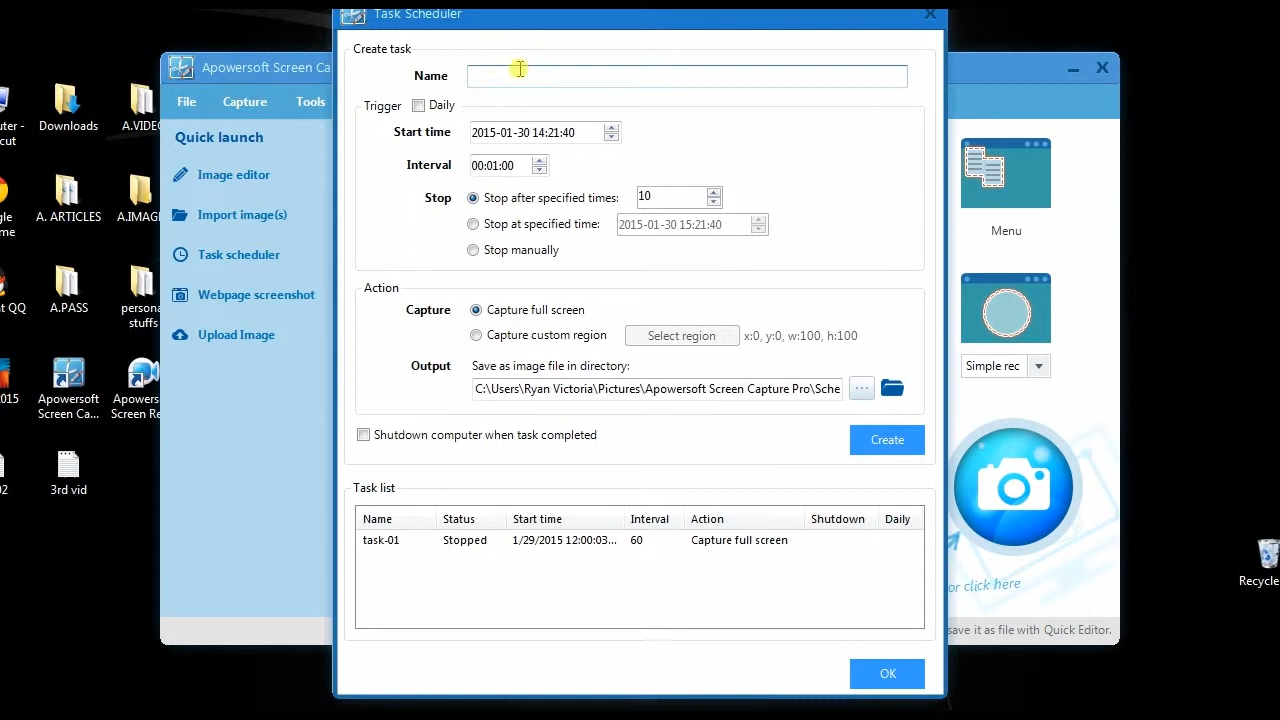 Task Scheduler
Create task
Name
Trigger
Daily
Start time 2015-01-30 14:21:40
Interval 00:01:00
Stop
Stop after specified times: 10
Stop at specified time: 2015-01-30 15:21:40
Stop manually
Action
Capture
Capture full screen
Capture custom region
Select region
x:0, y:0, w:100, h:100
Output
Save as image file in directory:
C:\Users\Ryan Victoria\Pictures\Apowersoft Screen Capture Pro\Sche
...
Shutdown computer when task completed
Create
Task list
Name Status Start time Interval Action Shutdown Daily
task-01 Stopped 1/29/2015 12:00:03... 60 Capture full screen
OK
Apowersoft Screen Ca
File Capture Tools
Quick launch
Image editor
Import image(s)
Task scheduler
Webpage screenshot
Upload Image
Menu
Simple rec
or click here
save it as file with Quick Editor.
Downloads
A.VIDE
A. ARTICLES
A.IMAG
A.PASS
persona
stuffs
Apowersoft
Screen Ca...
Apowers
Screen Re
3rd vid
cut
QQ
2015
02
Recycle